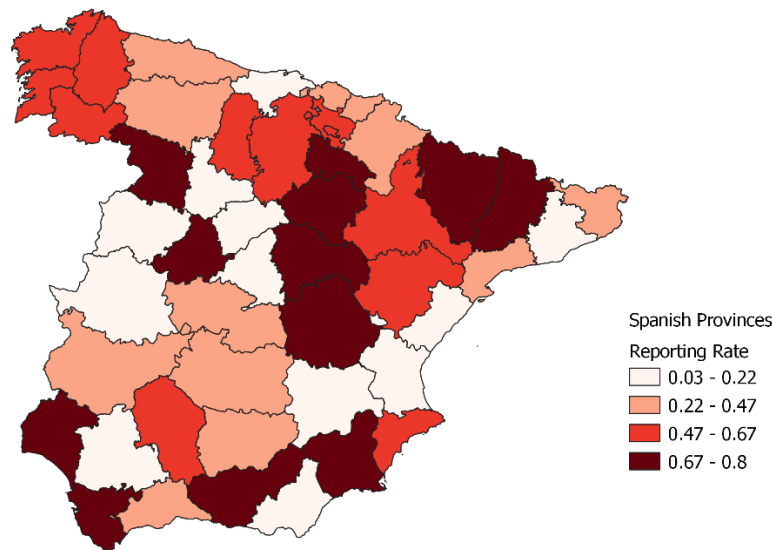 Spanish Provinces
Reporting Rate
0.03 - 0.22
0.22 - 0.47
0.47 - 0.67
0.67 - 0.8